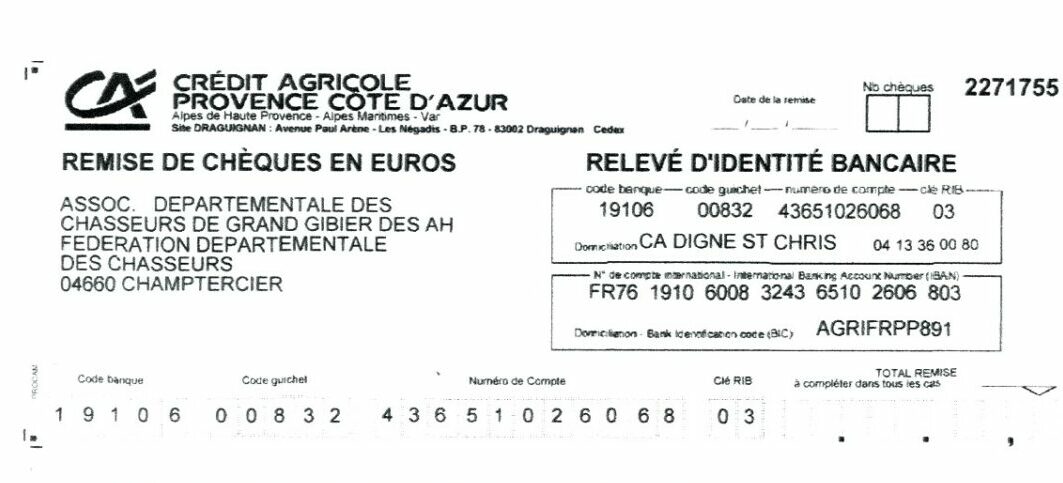 CRÉDIT AGRICOLE
PROVENCE CÔTE D'AZUR
Alpes de Haute Provence - Alpes Maritimes - Var
Site DRAGUIGNAN : Avenue Paul Arène - Les Négadis - B.P. 78 - 83002 Draguignan Cedex
Date de la remise
Nb chèques
2271755
REMISE DE CHÈQUES EN EUROS
ASSOC. DEPARTEMENTALE DES
CHASSEURS DE GRAND GIBIER DES AH
FEDERATION DEPARTEMENTALE
DES CHASSEURS
04660 CHAMPTERCIER
RELEVÉ D'IDENTITÉ BANCAIRE
code banque code guichet numéro de compte clé RIB
19106 00832 43651026068 03
Domiciliation CA DIGNE ST CHRIS 04 13 36 00 80
N° de compte international - International Banking Account Number (IBAN)
FR76 1910 6008 3243 6510 2606 803
Domiciliation - Bank Identification code (BIC) AGRIFRPP891
PROCAM
Code banque Code guichet Numéro de Compte Clé RIB TOTAL REMISE
à compléter dans tous les cas
19106 00832 43651026068 03